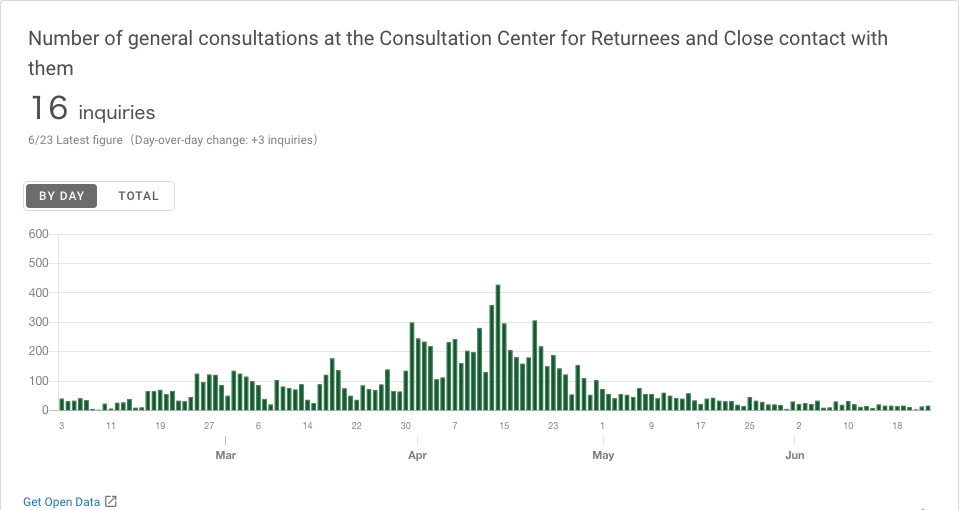 Number of general consultations at the Consultation Center for Returnees and Close contact with
them
16 inquiries
6/23 Latest figure（Day-over-day change: +3 inquiries）
BY DAY TOTAL
600
500
400
300
200
100
0
3 11 19 27 6 14 22 30 7 15 23 1 9 17 25 2 10 18
Mar Apr May Jun
Get Open Data